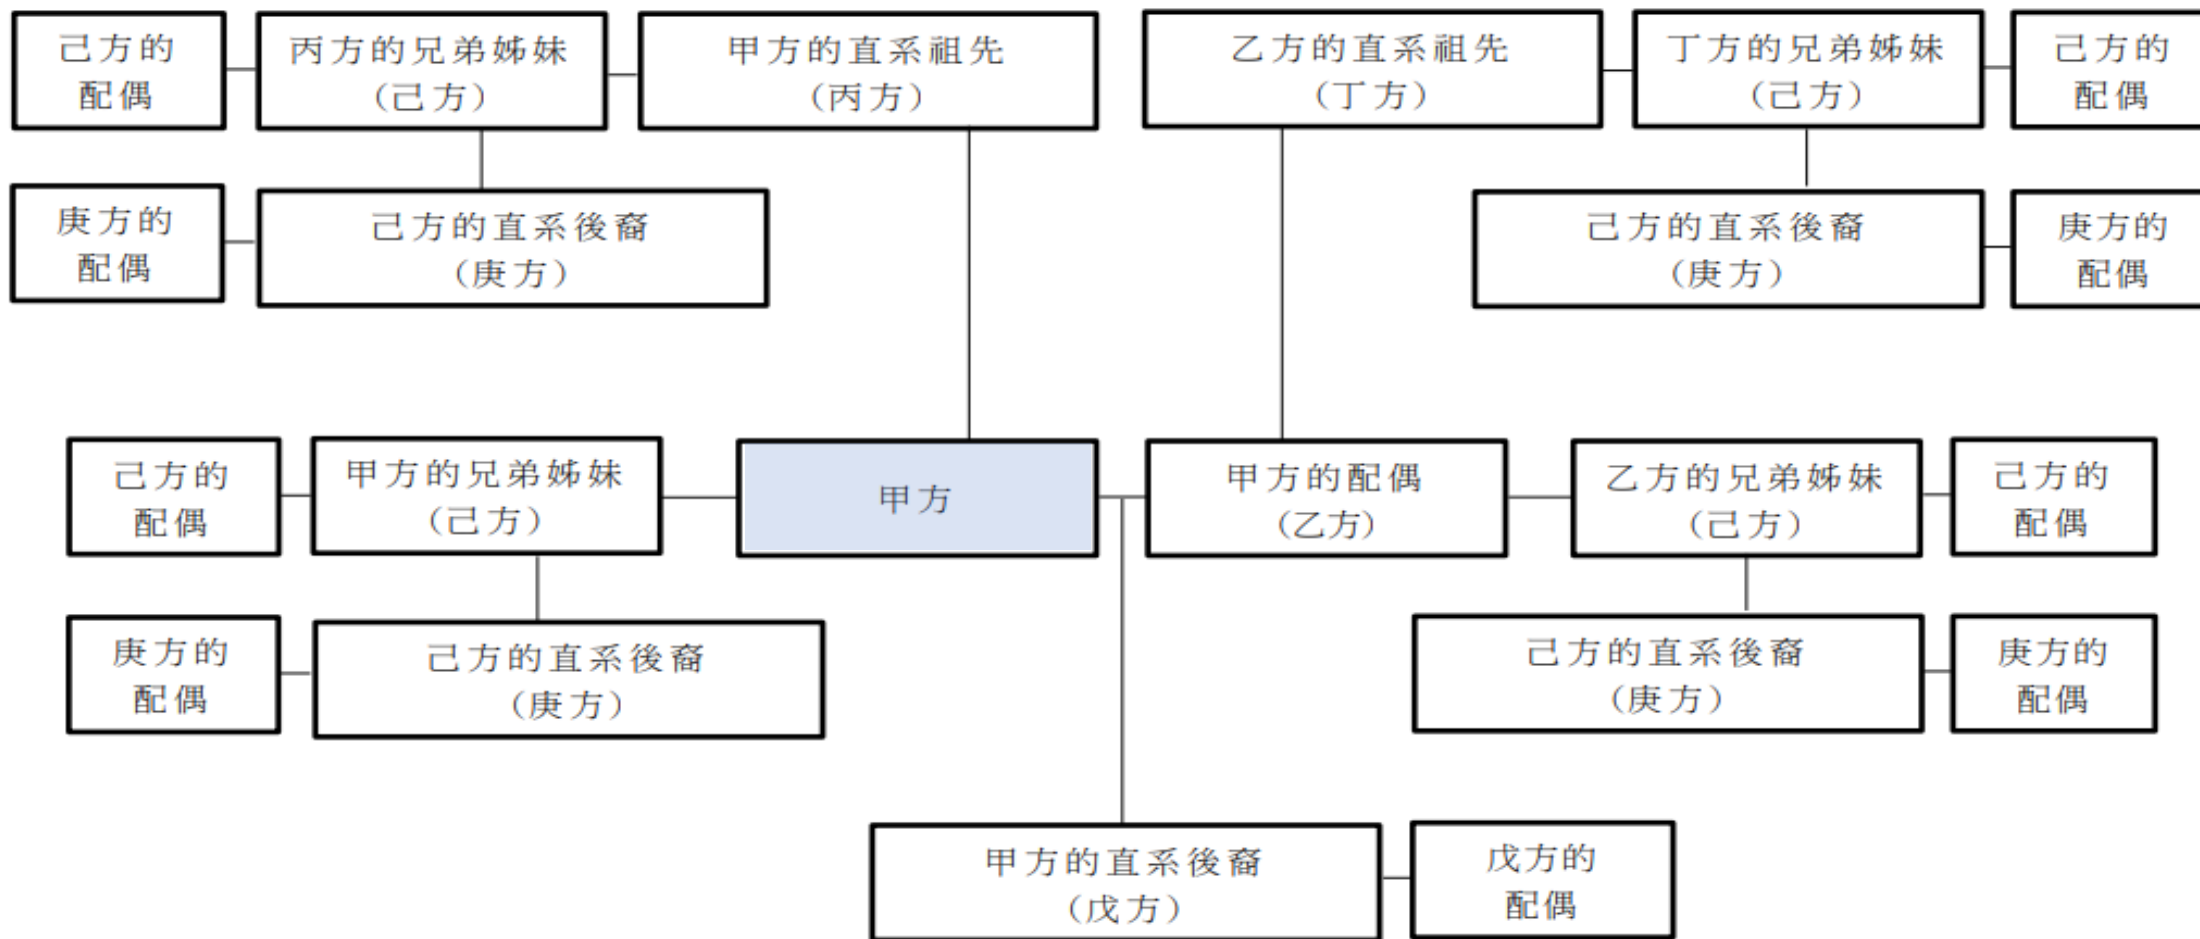 己方的
配偶
丙方的兄弟姊妹
(己方)
甲方的直系祖先
(丙方)
乙方的直系祖先
(丁方)
丁方的兄弟姊妹
(己方)
己方的
配偶
庚方的
配偶
己方的直系後裔
(庚方)
己方的直系後裔
(庚方)
庚方的
配偶
己方的
配偶
甲方的兄弟姊妹
(己方)
甲方
甲方的配偶
(乙方)
乙方的兄弟姊妹
(己方)
己方的
配偶
庚方的
配偶
己方的直系後裔
(庚方)
己方的直系後裔
(庚方)
庚方的
配偶
甲方的直系後裔
(戊方)
戊方的
配偶